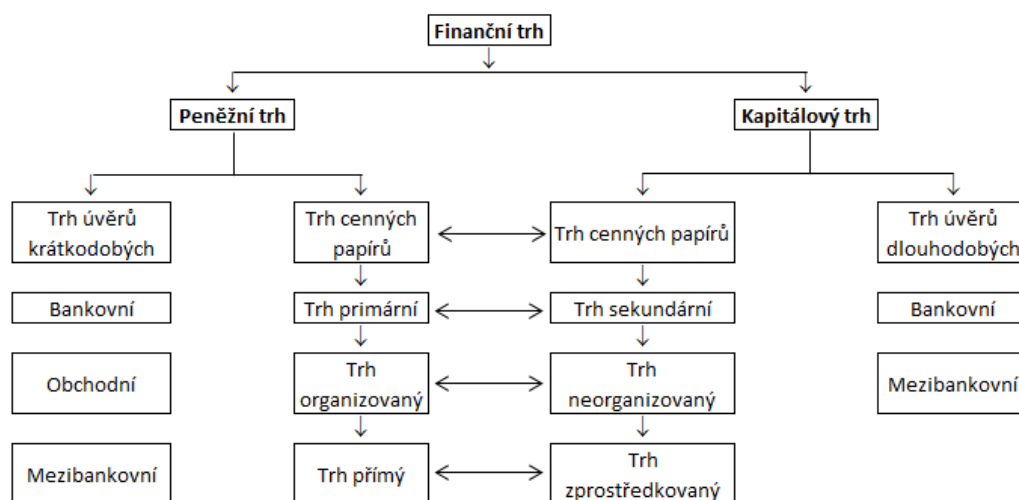 Finanční trh
Peněžní trh
Kapitálový trh
Trh úvěrů
krátkodobých
Trh cenných
papírů
Trh cenných papírů
Trh úvěrů
dlouhodobých
Bankovní
Trh primární
Trh sekundární
Bankovní
Obchodní
Trh
organizovaný
Trh
neorganizovaný
Mezibankovní
Mezibankovní
Trh přímý
Trh
zprostředkovaný